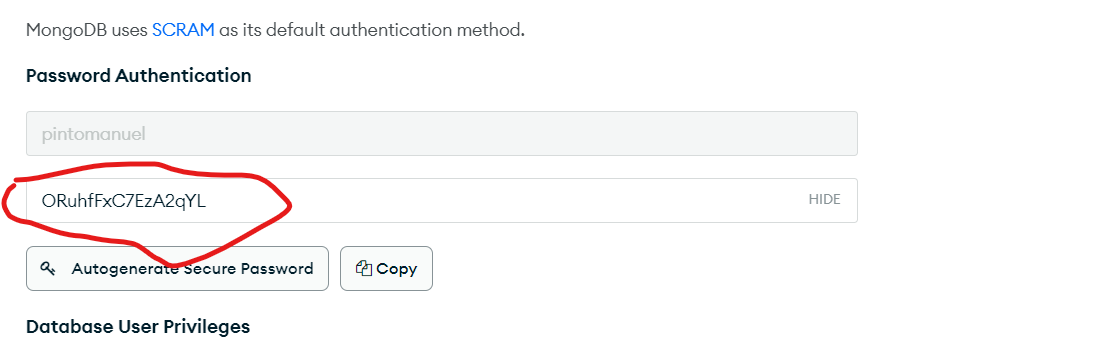 MongoDB uses SCRAM as its default authentication method.
Password Authentication
pintomanuel
ORuhfFxC7EzA2qYL
HIDE
Autogenerate Secure Password
Copy
Database User Privileges